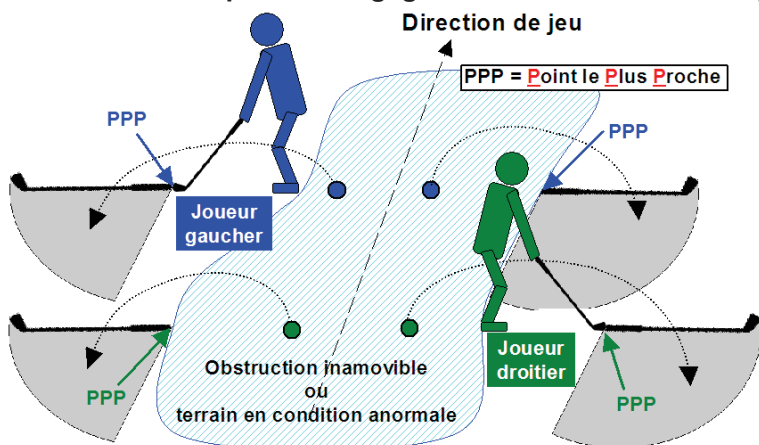 Direction de jeu
PPP = Point le Plus Proche
PPP
PPP
Joueur
gaucher
Obstruction inamovible
ou
terrain en condition anormale
Joueur
droitier
PPP
PPP